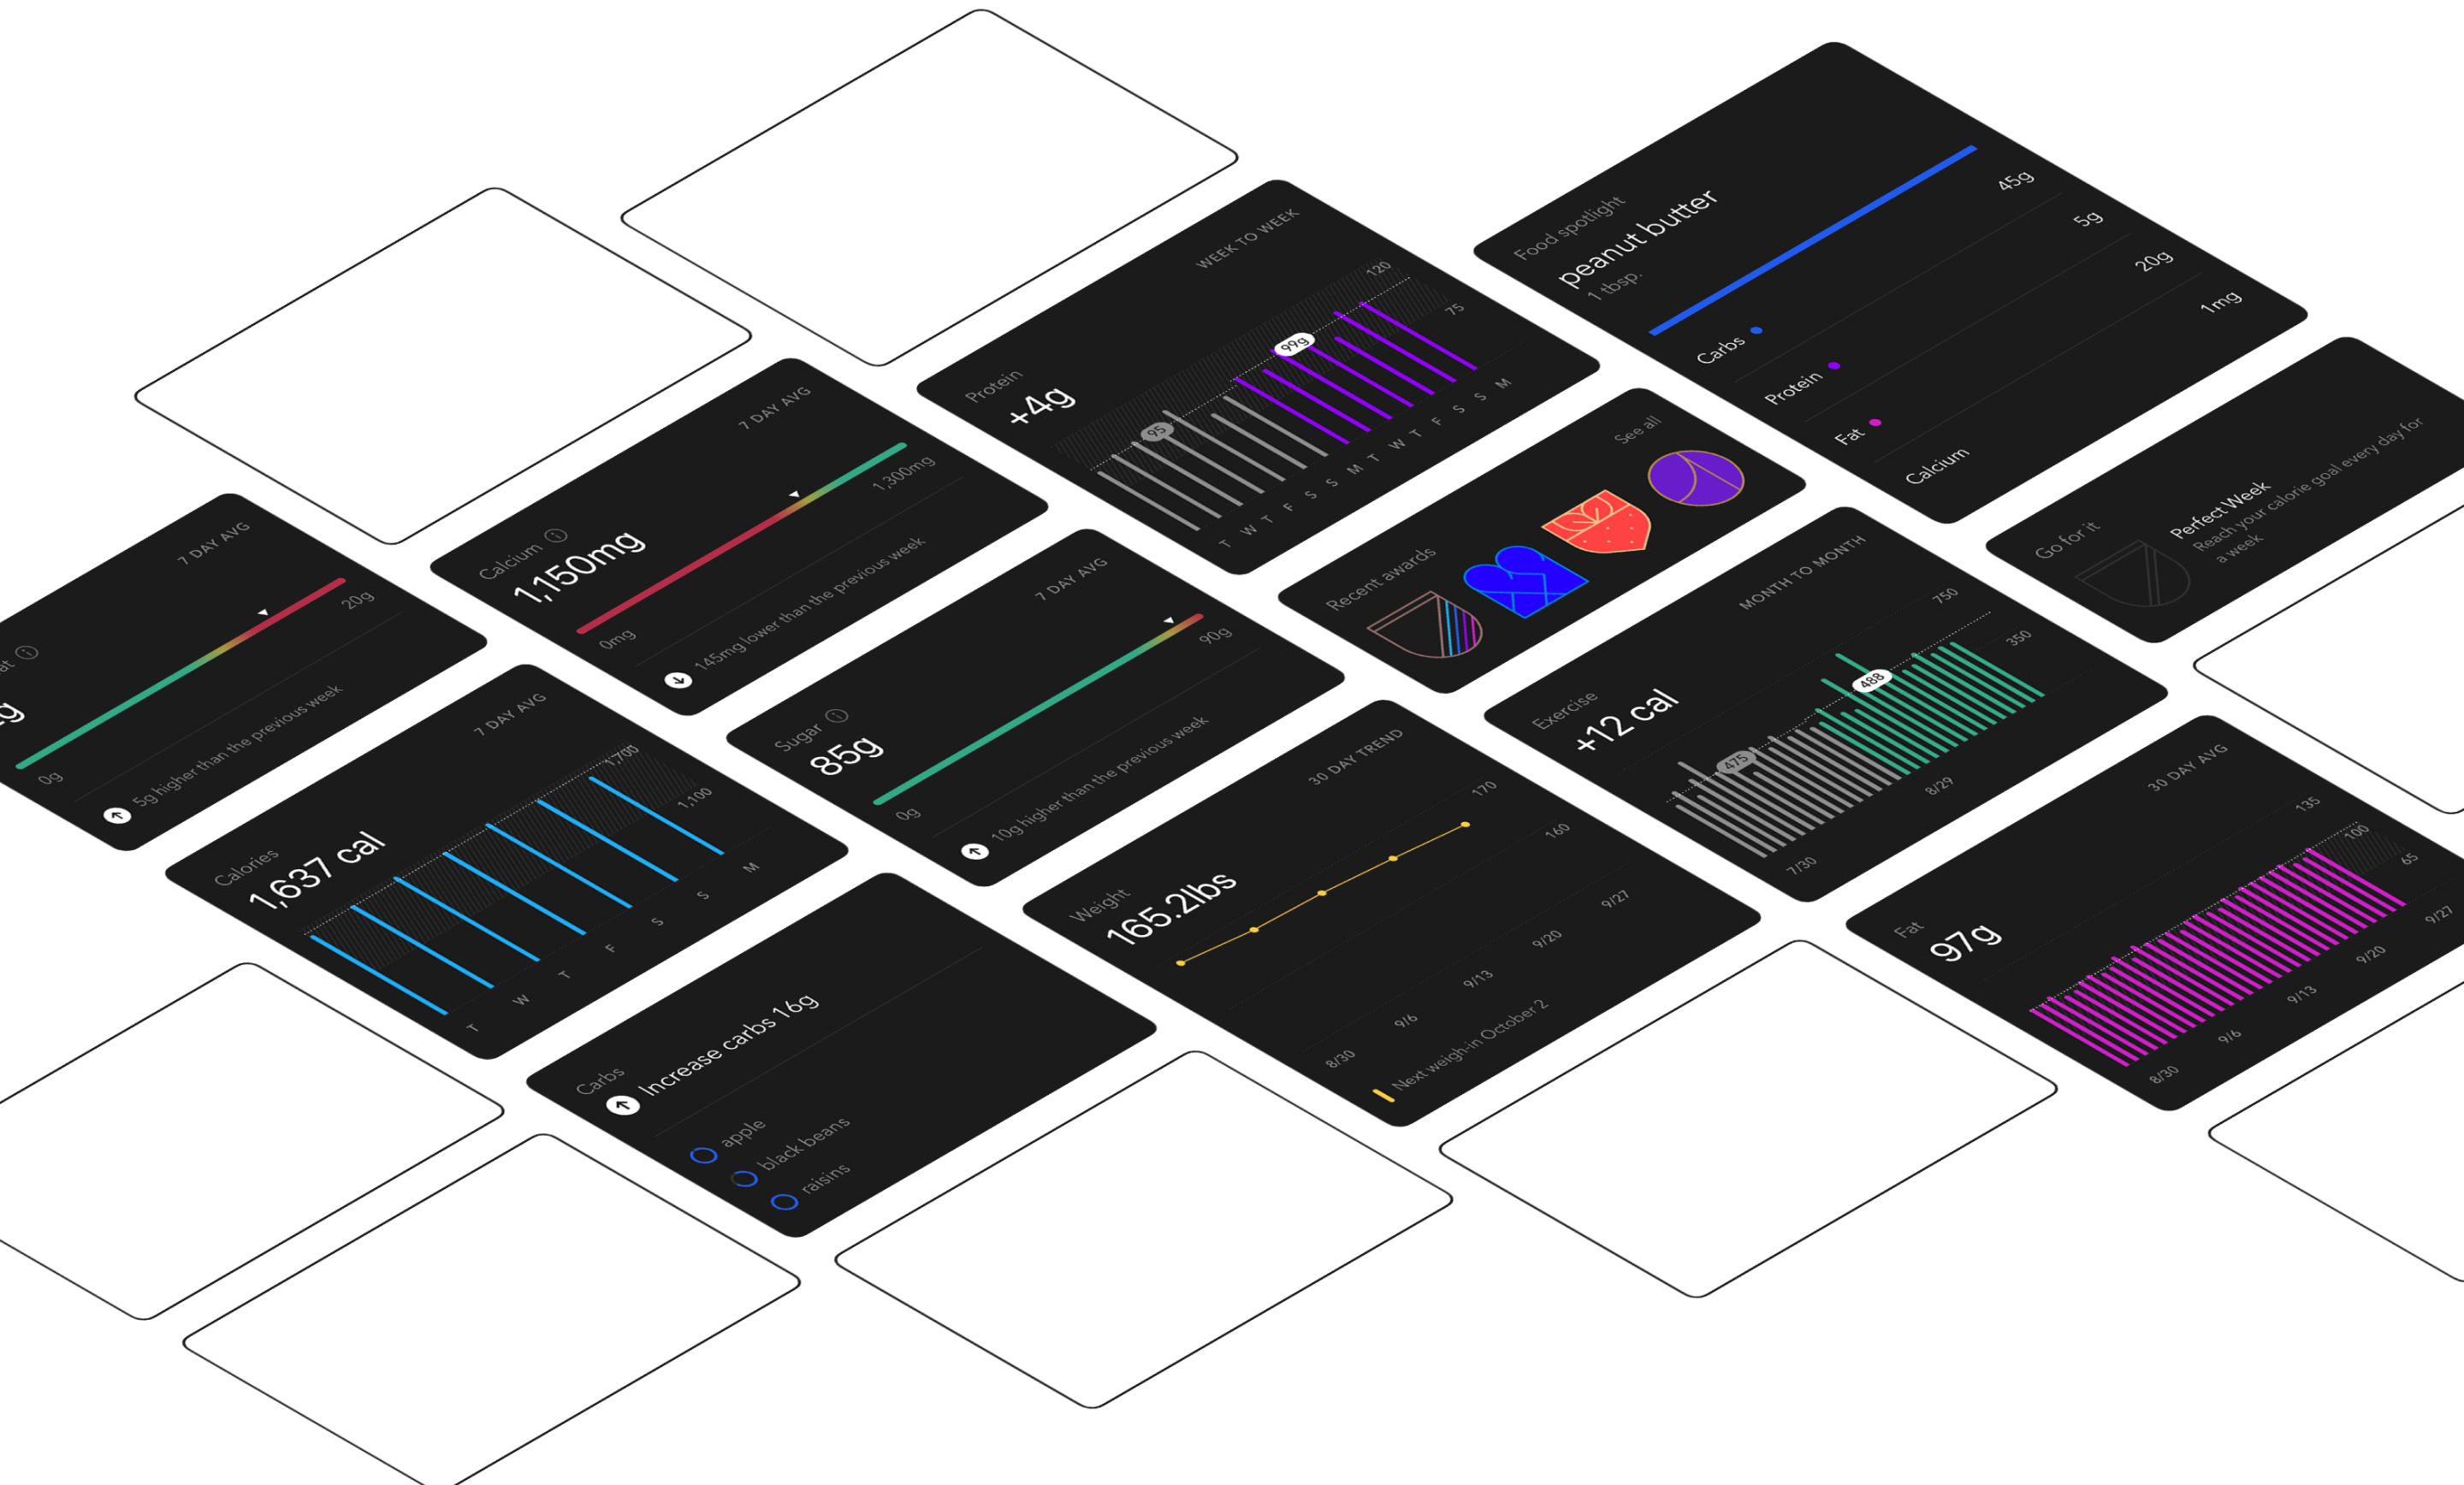 7 DAY AVG
20g
0g
5g higher than the previous week
Calcium
1,150mg
7 DAY AVG
0mg
1,300mg
145mg lower than the previous week
Protein
+4g
WEEK TO WEEK
120
75
99g
95
T W T F S S M T W T F S S M
Food spotlight
peanut butter
1 tbsp.
Carbs
45g
Protein
5g
Fat
20g
Calcium
1mg
Calories
1,637 cal
7 DAY AVG
1,700
1,100
T W T F S S M
Sugar
85g
7 DAY AVG
0g
90g
10g higher than the previous week
Recent awards
See all
Go for it
Perfect Week
Reach your calorie goal every day for
a week
Exercise
+12 cal
MONTH TO MONTH
750
350
488
475
7/30
8/29
Carbs
Increase carbs 16g
apple
black beans
raisins
Weight
165.2lbs
30 DAY TREND
170
160
8/30
9/6
9/13
9/20
9/27
Next weigh-in October 2
Fat
97g
30 DAY AVG
135
100
65
8/30
9/6
9/13
9/20
9/27